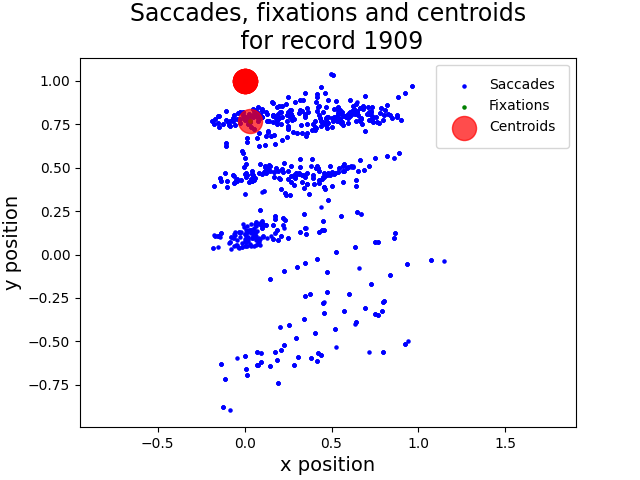 Saccades, fixations and centroids
for record 1909
1.00
0.75
0.50
0.25
0.00
−0.25
−0.50
−0.75
y position
Saccades
Fixations
Centroids
−0.5
0.0
0.5
1.0
1.5
x position